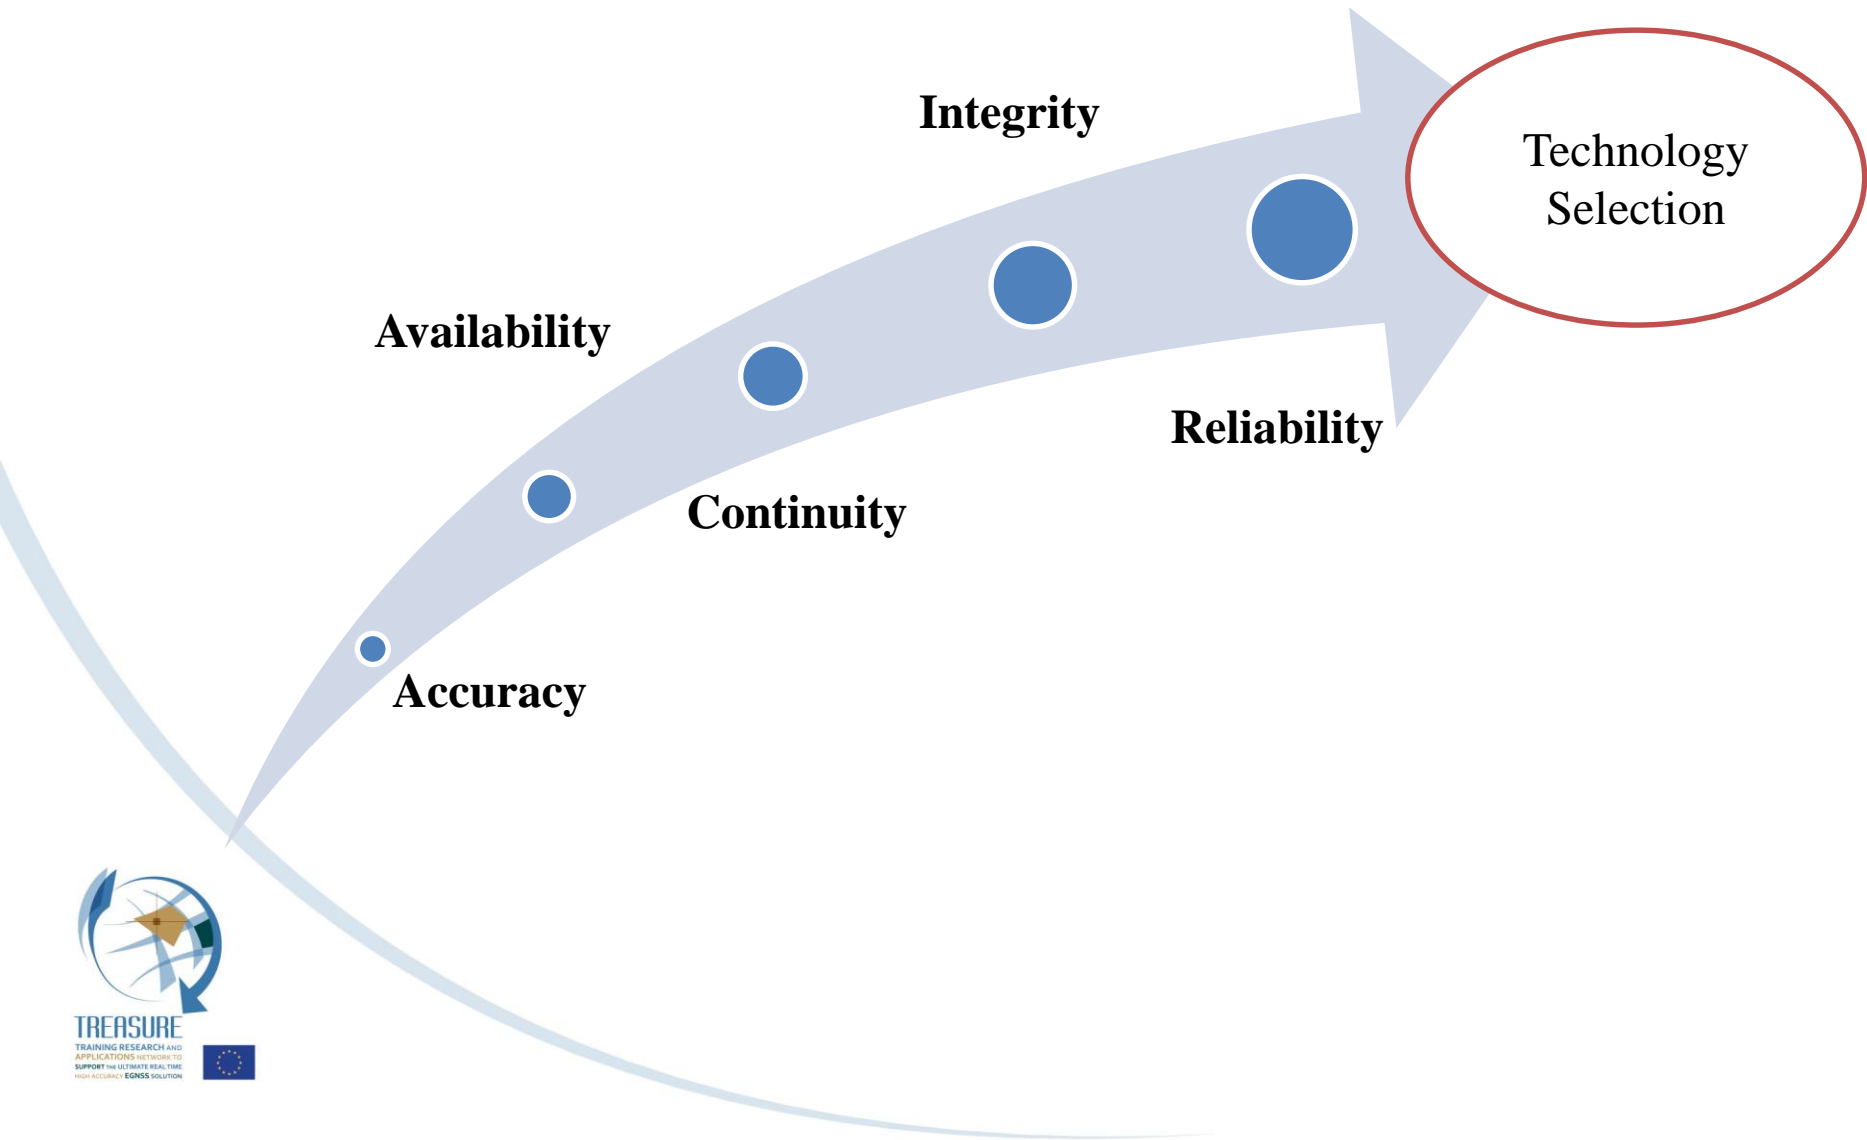 Integrity
Technology
Selection
Availability
Reliability
Continuity
Accuracy
TREASURE
TRAINING RESEARCH AND
APPLICATIONS NETWORK TO
SUPPORT THE ULTIMATE REAL TIME
HIGH ACCURACY EGNSS SOLUTION